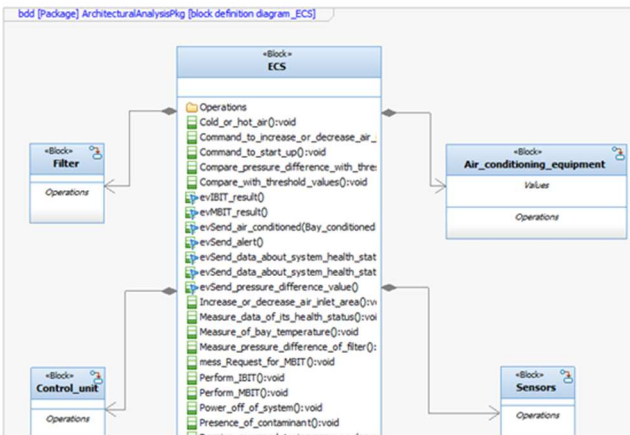 bdd [Package] ArchitecturalAnalysisPkg [block definition diagram_ECS]
«Block»
ECS
Operations
Cold_or_hot_air():void
Command_to_increase_or_decrease_air_
Command_to_start_up():void
Compare_pressure_difference_with_thre
Compare_with_threshold_values():void
evIBIT_result()
evMBIT_result()
evSend_air_conditioned(Bay_conditioned
evSend_alert()
evSend_data_about_system_health_stat
evSend_data_about_system_health_stat
evSend_pressure_difference_value()
Increase_or_decrease_air_inlet_area():v
Measure_data_of_its_health_status():voi
Measure_of_bay_temperature():void
Measure_pressure_difference_of_filter():
mess_Request_for_MBIT():void
Perform_IBIT():void
Perform_MBIT():void
Power_off_of_system():void
Presence_of_contaminant():void
«Block»
Filter
Operations
«Block»
Air_conditioning_equipment
Values
Operations
«Block»
Control_unit
Operations
«Block»
Sensors
Operations